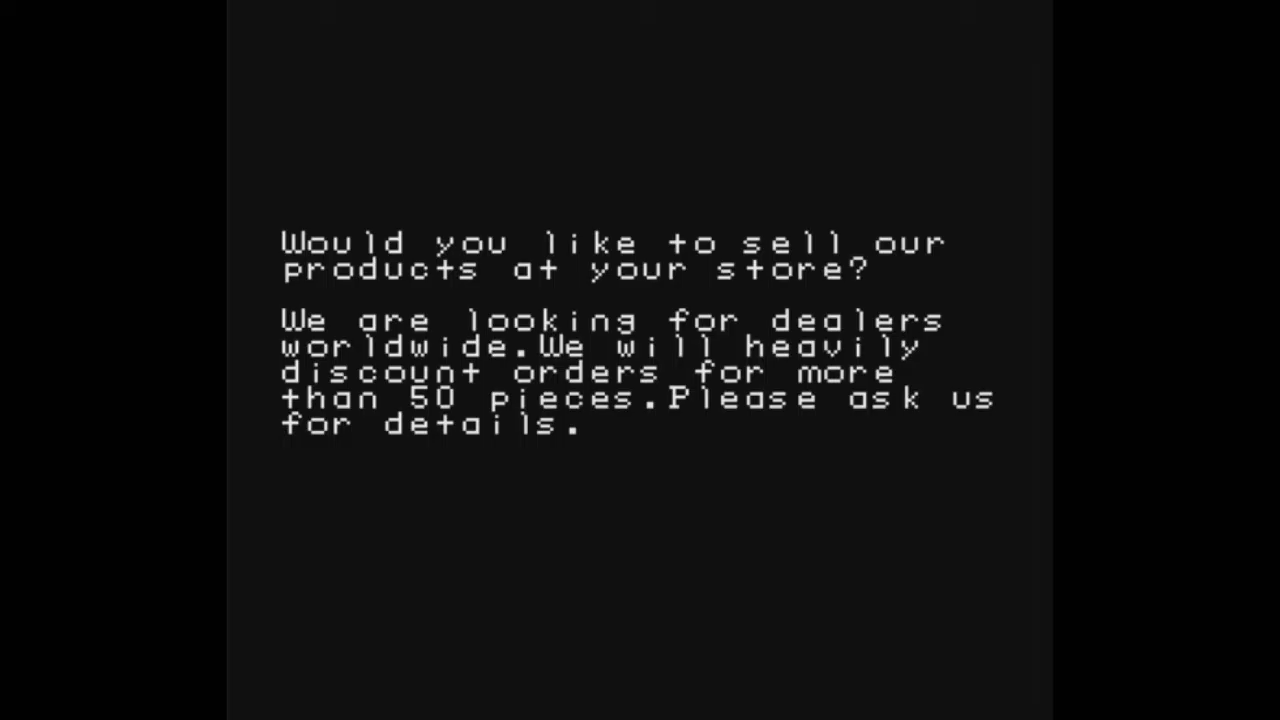 Would you like to sell our
products at your store?
We are looking for dealers
worldwide.We will heavily
discount orders for more
than 50 pieces.Please ask us
for details.